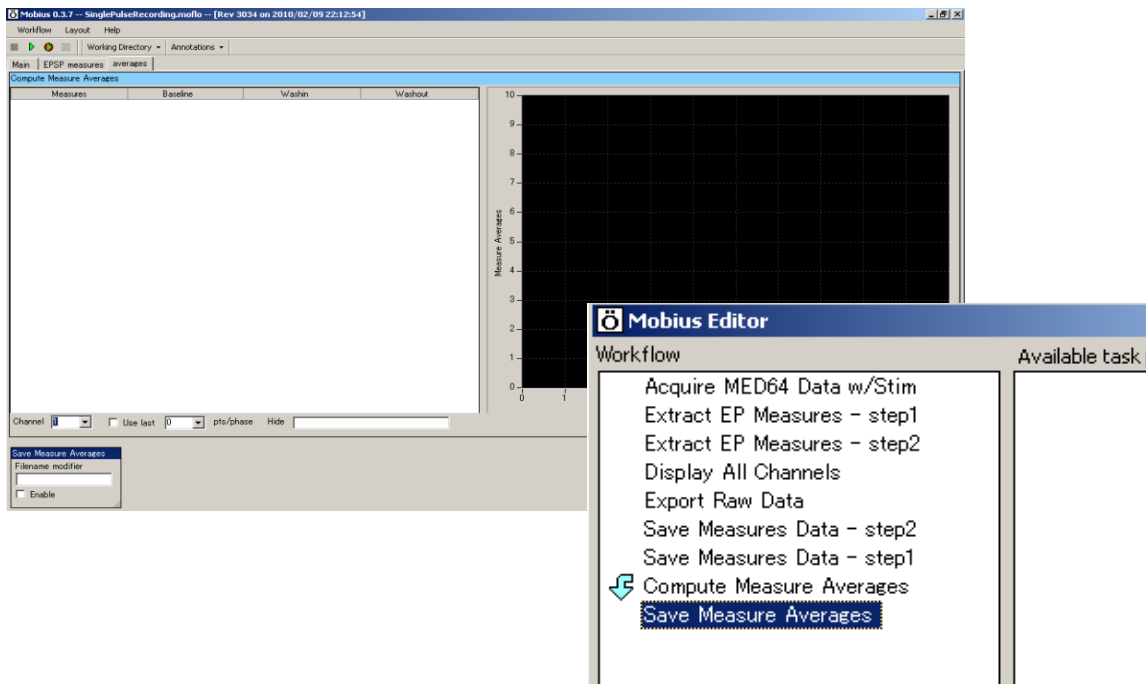 Mobius 0.3.7 -- SinglePulseRecording.moflo -- [Rev 3034 on 2010/02/09 22:12:54]
Workflow Layout Help
Working Directory Annotations
Main EPSP measures averages
Compute Measure Averages
Measures Baseline Washin Washout
10
9
8
7
6
5
4
3
2
1
0
0 1
Measure Averages
Channel 1 Use last 0 pts/phase Hide
Save Measure Averages
Filename modifier
Enable
Ö Mobius Editor
Workflow Available task
Acquire MED64 Data w/Stim
Extract EP Measures - step1
Extract EP Measures - step2
Display All Channels
Export Raw Data
Save Measures Data - step2
Save Measures Data - step1
Compute Measure Averages
Save Measure Averages